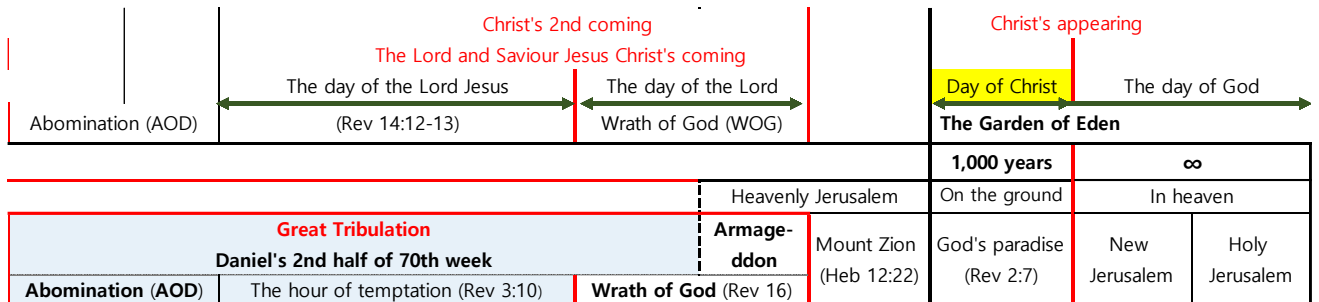 Christ's 2nd coming
Christ's appearing
The Lord and Saviour Jesus Christ's coming
The day of the Lord Jesus
The day of the Lord
Day of Christ
The day of God
Abomination (AOD)
(Rev 14:12-13)
Wrath of God (WOG)
The Garden of Eden
1,000 years
∞
Heavenly Jerusalem
On the ground
In heaven
Great Tribulation
Daniel's 2nd half of 70th week
Armage-
ddon
Mount Zion
(Heb 12:22)
God's paradise
(Rev 2:7)
New
Jerusalem
Holy
Jerusalem
Abomination (AOD)
The hour of temptation (Rev 3:10)
Wrath of God (Rev 16)